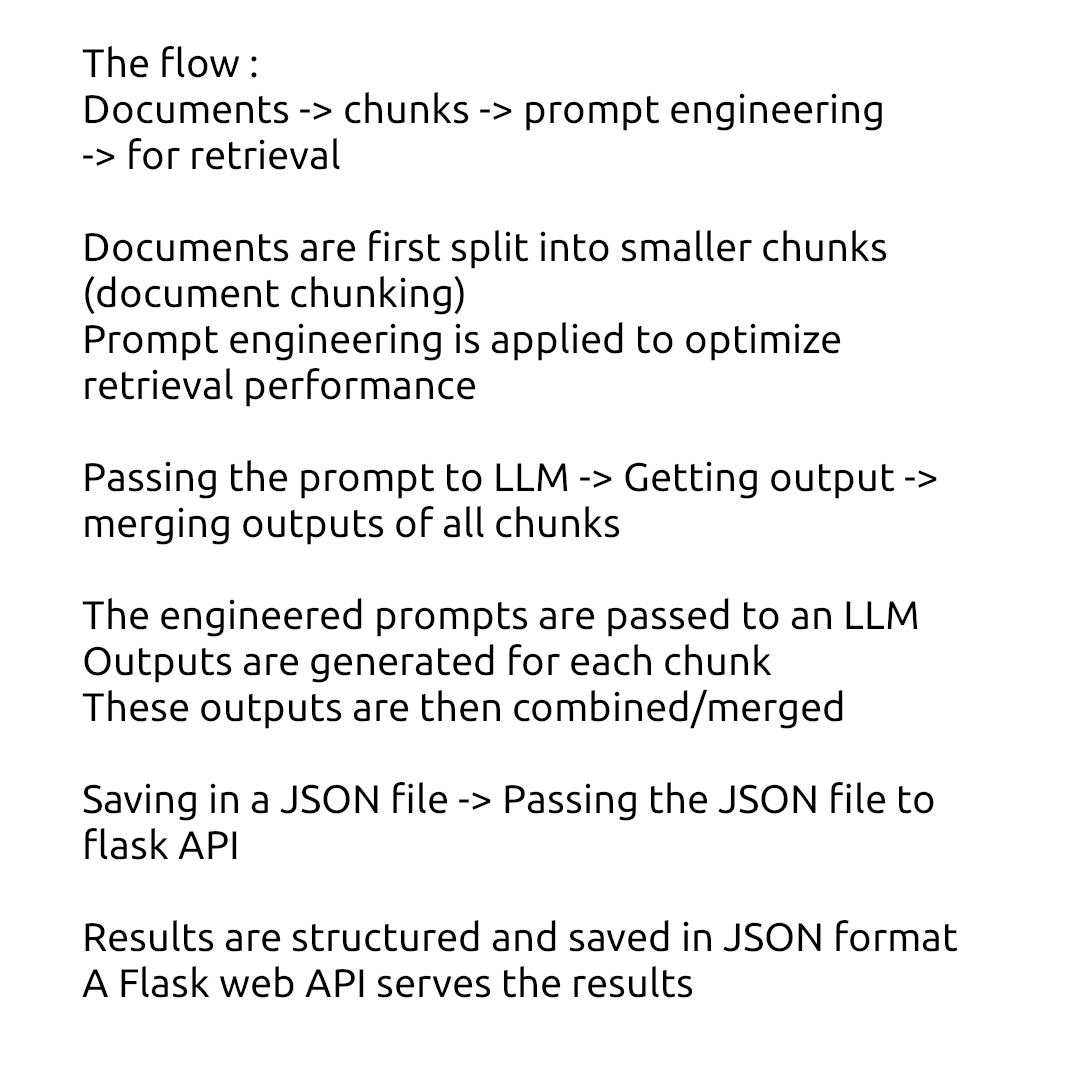 The flow :
Documents -> chunks -> prompt engineering
-> for retrieval
Documents are first split into smaller chunks
(document chunking)
Prompt engineering is applied to optimize
retrieval performance
Passing the prompt to LLM -> Getting output ->
merging outputs of all chunks
The engineered prompts are passed to an LLM
Outputs are generated for each chunk
These outputs are then combined/merged
Saving in a JSON file -> Passing the JSON file to
flask API
Results are structured and saved in JSON format
A Flask web API serves the results